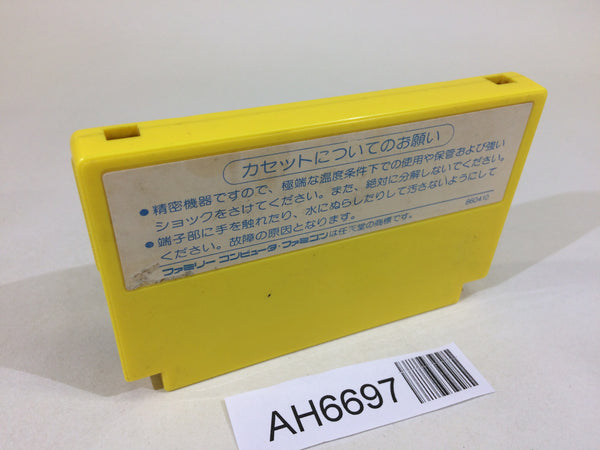 カセットについてのお願い
●精密機器ですので、極端な温度条件下での使用や保管および強い
ショックをさけてください。また、絶対に分解しないでください。
●端子部に手を触れたり、水にぬらしたりして汚さないようにして
ください。故障の原因となります。
ファミリーコンピュータ・ファミコンは任天堂の商標です。
860410
AH6697